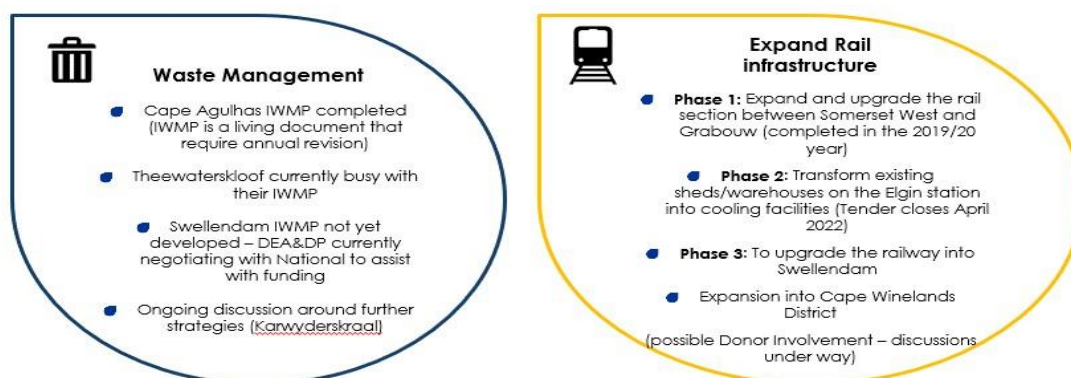 Waste Management
Cape Agulhas IWMP completed
(IWMP is a living document that
require annual revision)
Theewaterskloof currently busy with
their IWMP
Swellendam IWMP not yet
developed – DEA&DP currently
negotiating with National to assist
with funding
Ongoing discussion around further
strategies (Karwyderskraal)
Expand Rail
infrastructure
Phase 1: Expand and upgrade the rail
section between Somerset West and
Grabouw (completed in the 2019/20
year)
Phase 2: Transform existing
sheds/warehouses on the Elgin station
into cooling facilities (Tender closes April
2022)
Phase 3: To upgrade the railway into
Swellendam
Expansion into Cape Winelands
District
(possible Donor Involvement – discussions
under way)